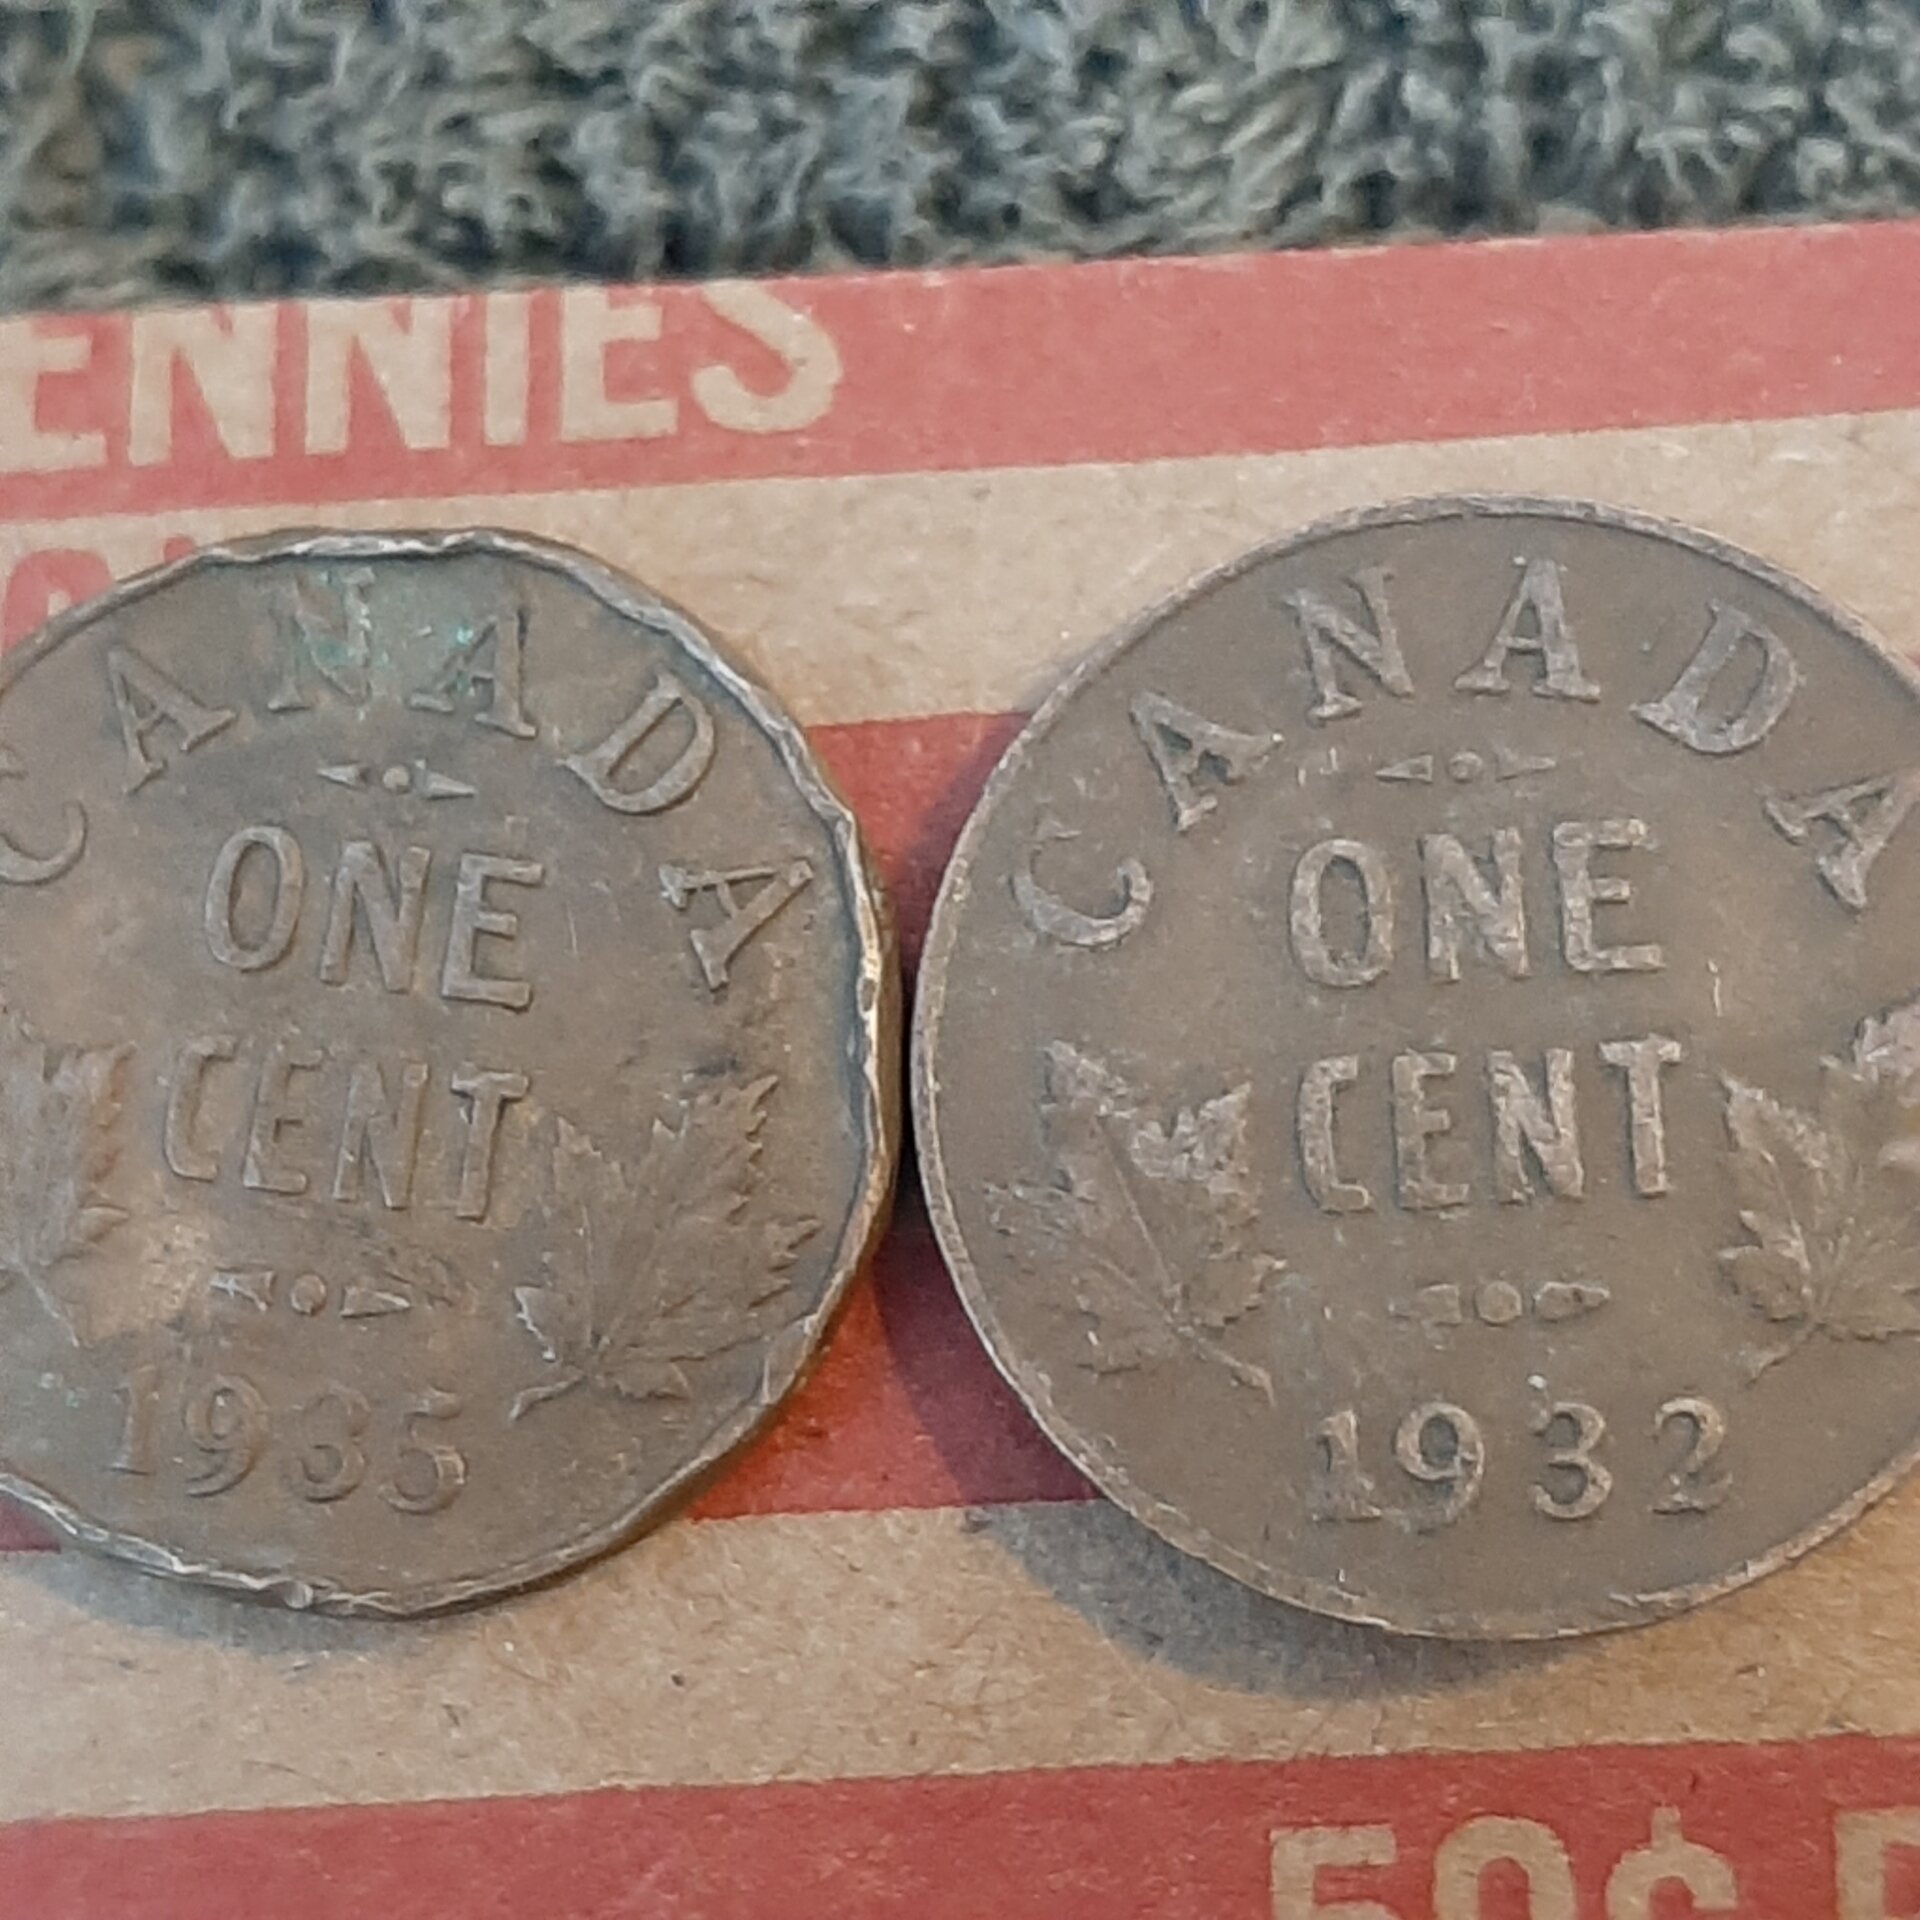 ENNIES
CANADA
ONE
CENT
1935
CANADA
ONE
CENT
1932
50¢